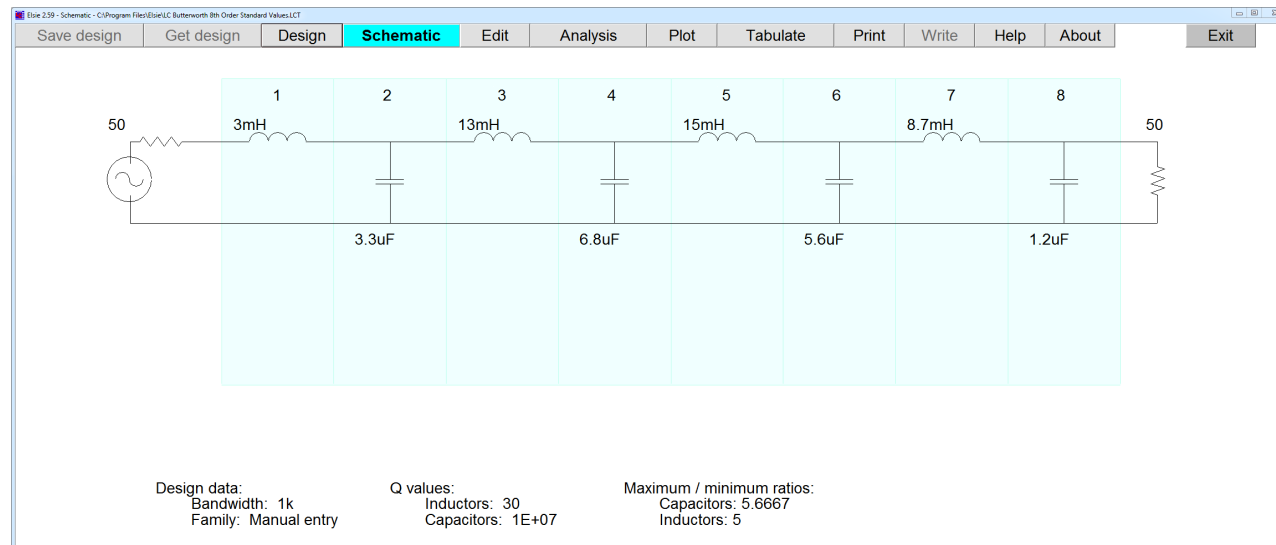 Elsie 2.59 - Schematic - C:\Program Files\Elsie\LC Butterworth 8th Order Standard Values.LCT
Save design Get design Design Schematic Edit Analysis Plot Tabulate Print Write Help About Exit
1 2 3 4 5 6 7 8
50 3mH 13mH 15mH 8.7mH 50
3.3uF 6.8uF 5.6uF 1.2uF
Design data: Q values: Maximum / minimum ratios:
Bandwidth: 1k Inductors: 30 Capacitors: 5.6667
Family: Manual entry Capacitors: 1E+07 Inductors: 5